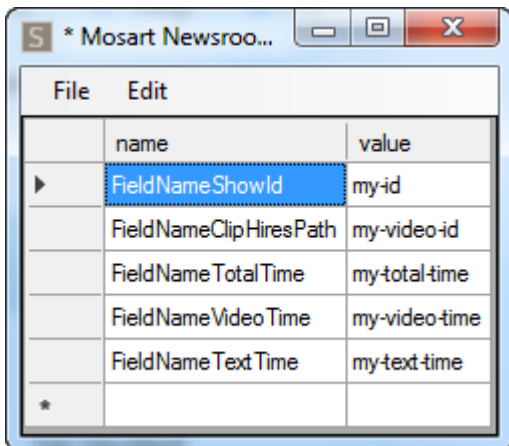 S * Mosart Newsroo...
File Edit
name value
FieldNameShowId my-id
FieldNameClipHiresPath my-video-id
FieldNameTotalTime my-total-time
FieldNameVideoTime my-video-time
FieldNameTextTime my-text-time
*